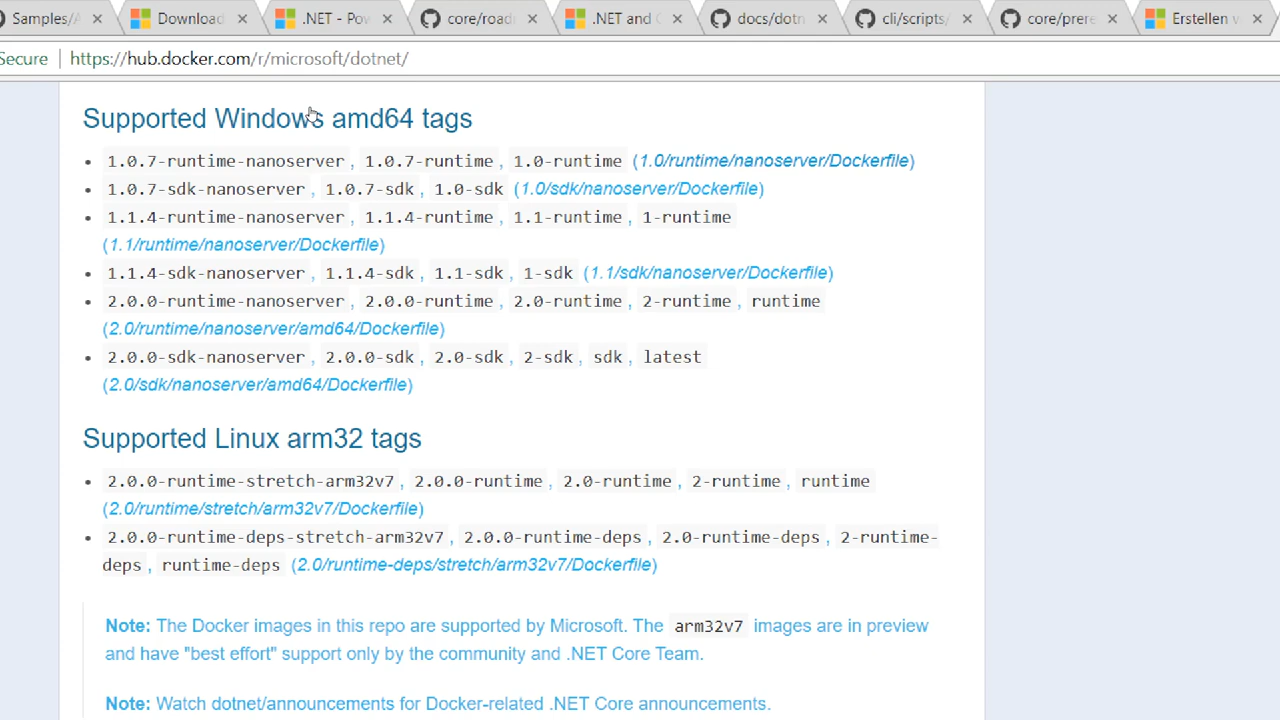 Samples/
Download
.NET - Pow
core/road
.NET and
docs/dotn
cli/scripts/
core/prere
Erstellen
Secure | https://hub.docker.com/r/microsoft/dotnet/
Supported Windows amd64 tags
• 1.0.7-runtime-nanoserver, 1.0.7-runtime, 1.0-runtime (1.0/runtime/nanoserver/Dockerfile)
• 1.0.7-sdk-nanoserver, 1.0.7-sdk, 1.0-sdk (1.0/sdk/nanoserver/Dockerfile)
• 1.1.4-runtime-nanoserver, 1.1.4-runtime, 1.1-runtime, 1-runtime
(1.1/runtime/nanoserver/Dockerfile)
• 1.1.4-sdk-nanoserver, 1.1.4-sdk, 1.1-sdk, 1-sdk (1.1/sdk/nanoserver/Dockerfile)
• 2.0.0-runtime-nanoserver, 2.0.0-runtime, 2.0-runtime, 2-runtime, runtime
(2.0/runtime/nanoserver/amd64/Dockerfile)
• 2.0.0-sdk-nanoserver, 2.0.0-sdk, 2.0-sdk, 2-sdk, sdk, latest
(2.0/sdk/nanoserver/amd64/Dockerfile)
Supported Linux arm32 tags
• 2.0.0-runtime-stretch-arm32v7, 2.0.0-runtime, 2.0-runtime, 2-runtime, runtime
(2.0/runtime/stretch/arm32v7/Dockerfile)
• 2.0.0-runtime-deps-stretch-arm32v7, 2.0.0-runtime-deps, 2.0-runtime-deps, 2-runtime-
deps, runtime-deps (2.0/runtime-deps/stretch/arm32v7/Dockerfile)
Note: The Docker images in this repo are supported by Microsoft. The arm32v7 images are in preview
and have "best effort" support only by the community and .NET Core Team.
Note: Watch dotnet/announcements for Docker-related .NET Core announcements.